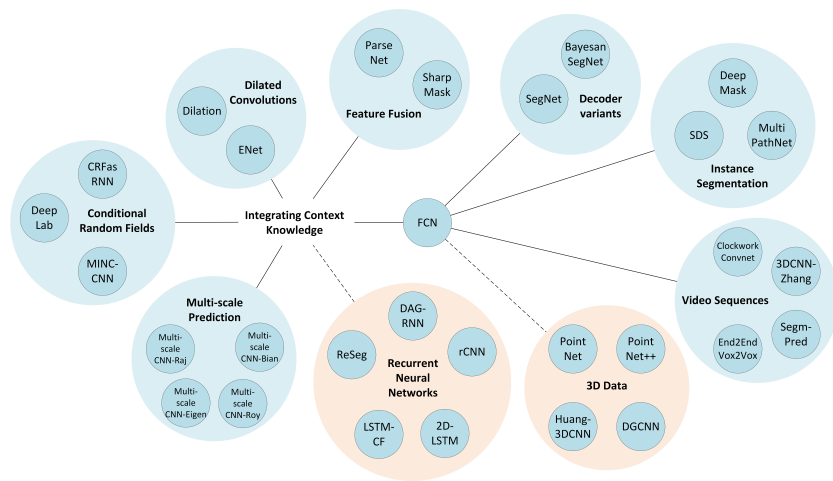 Parse
Net
Sharp
Mask
Feature Fusion
Bayesan
SegNet
SegNet
Decoder
variants
Deep
Mask
SDS
Multi
PathNet
Instance
Segmentation
Dilated
Convolutions
Dilation
ENet
CRFas
RNN
Deep
Lab
Conditional
Random Fields
MINC-
CNN
Integrating Context
Knowledge
FCN
Clockwork
Convnet
3DCNN-
Zhang
Video Sequences
End2End
Vox2Vox
Segm-
Pred
Multi-scale
Prediction
Multi-
scale
CNN-Raj
Multi-
scale
CNN-Bian
Multi-
scale
CNN-Eigen
Multi-
scale
CNN-Roy
DAG-
RNN
ReSeg
rCNN
Recurrent
Neural
Networks
LSTM-
CF
2D-
LSTM
Point
Net
Point
Net++
3D Data
Huang-
3DCNN
DGCNN